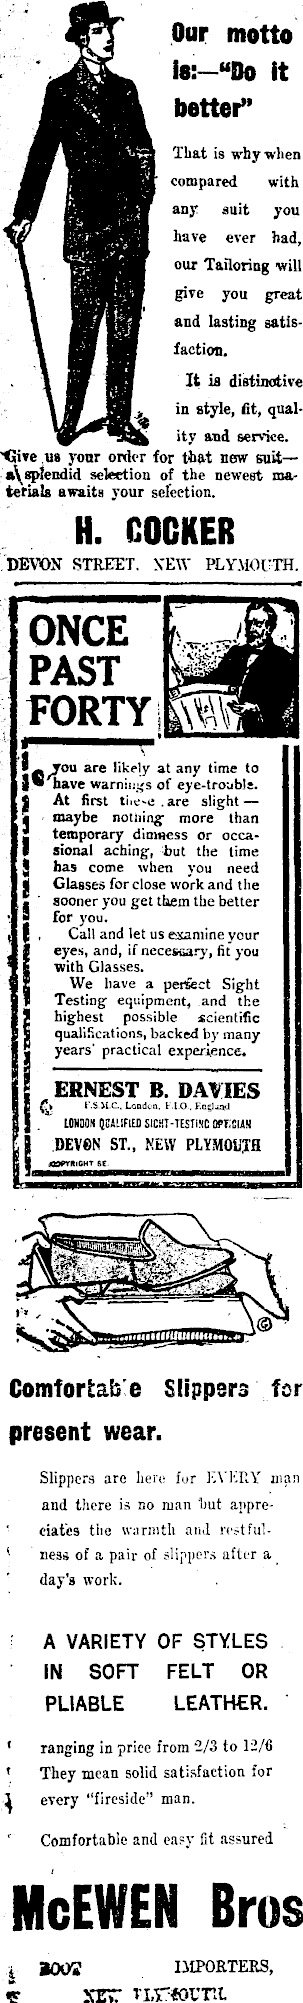 Our motto
is:—"Do it
better"
That is why when
compared with
any suit you
have ever had,
our Tailoring will
give you great
and lasting satis-
faction.
It is distinctive
in style, fit, qual-
ity and service.
Give us your order for that new suit—
a splendid selection of the newest ma-
terials awaits your selection.
H. COCKER
DEVON STREET, NEW PLYMOUTH.
ONCE
PAST
FORTY
you are likely at any time to
have warnings of eye-trouble.
At first these are slight—
maybe nothing more than
temporary dimness or occa-
sional aching, but the time
has come when you need
Glasses for close work and the
sooner you get them the better
for you.
Call and let us examine your
eyes, and, if necessary, fit you
with Glasses.
We have a perfect Sight
Testing equipment, and the
highest possible scientific
qualifications, backed by many
years' practical experience.
ERNEST B. DAVIES
F.S.M.C., London, F.I.O., England
LONDON QUALIFIED SIGHT-TESTING OPTICIAN
DEVON ST., NEW PLYMOUTH
COPYRIGHT SE.
Comfortable Slippers for
present wear.
Slippers are here for EVERY man
and there is no man but appre-
ciates the warmth and restful-
ness of a pair of slippers after a
day's work.
A VARIETY OF STYLES
IN SOFT FELT OR
PLIABLE LEATHER.
ranging in price from 2/3 to 12/6
They mean solid satisfaction for
every "fireside" man.
Comfortable and easy fit assured
McEWEN Bros
BOOT IMPORTERS,
NEW PLYMOUTH.